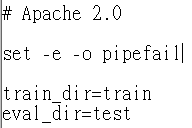 # Apache 2.0
set -e -o pipefail
train_dir=train
eval_dir=test